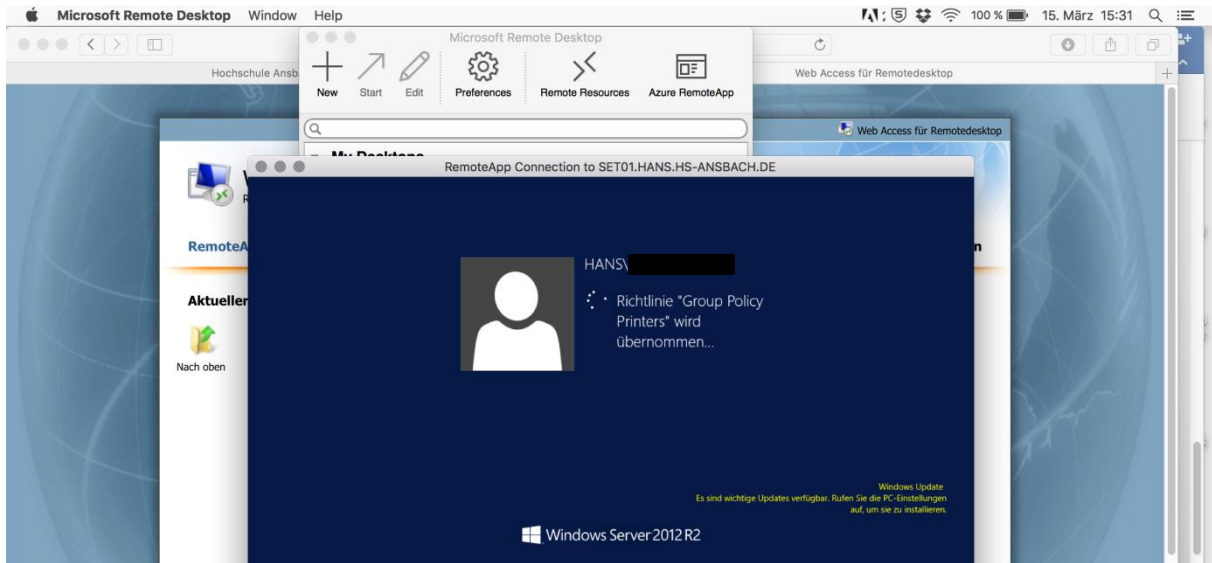 Microsoft Remote Desktop Window Help
5 100 % 15. März 15:31
Microsoft Remote Desktop
Hochschule Ansb
Web Access für Remotedesktop
New Start Edit Preferences Remote Resources Azure RemoteApp
Web Access für Remotedesktop
My Desktops
RemoteApp Connection to SET01.HANS.HS-ANSBACH.DE
RemoteA
n
HANS\
Aktueller
Richtlinie "Group Policy
Printers" wird
übernommen...
Nach oben
Windows Update
Es sind wichtige Updates verfügbar. Rufen Sie die PC-Einstellungen
auf, um sie zu installieren.
Windows Server 2012 R2